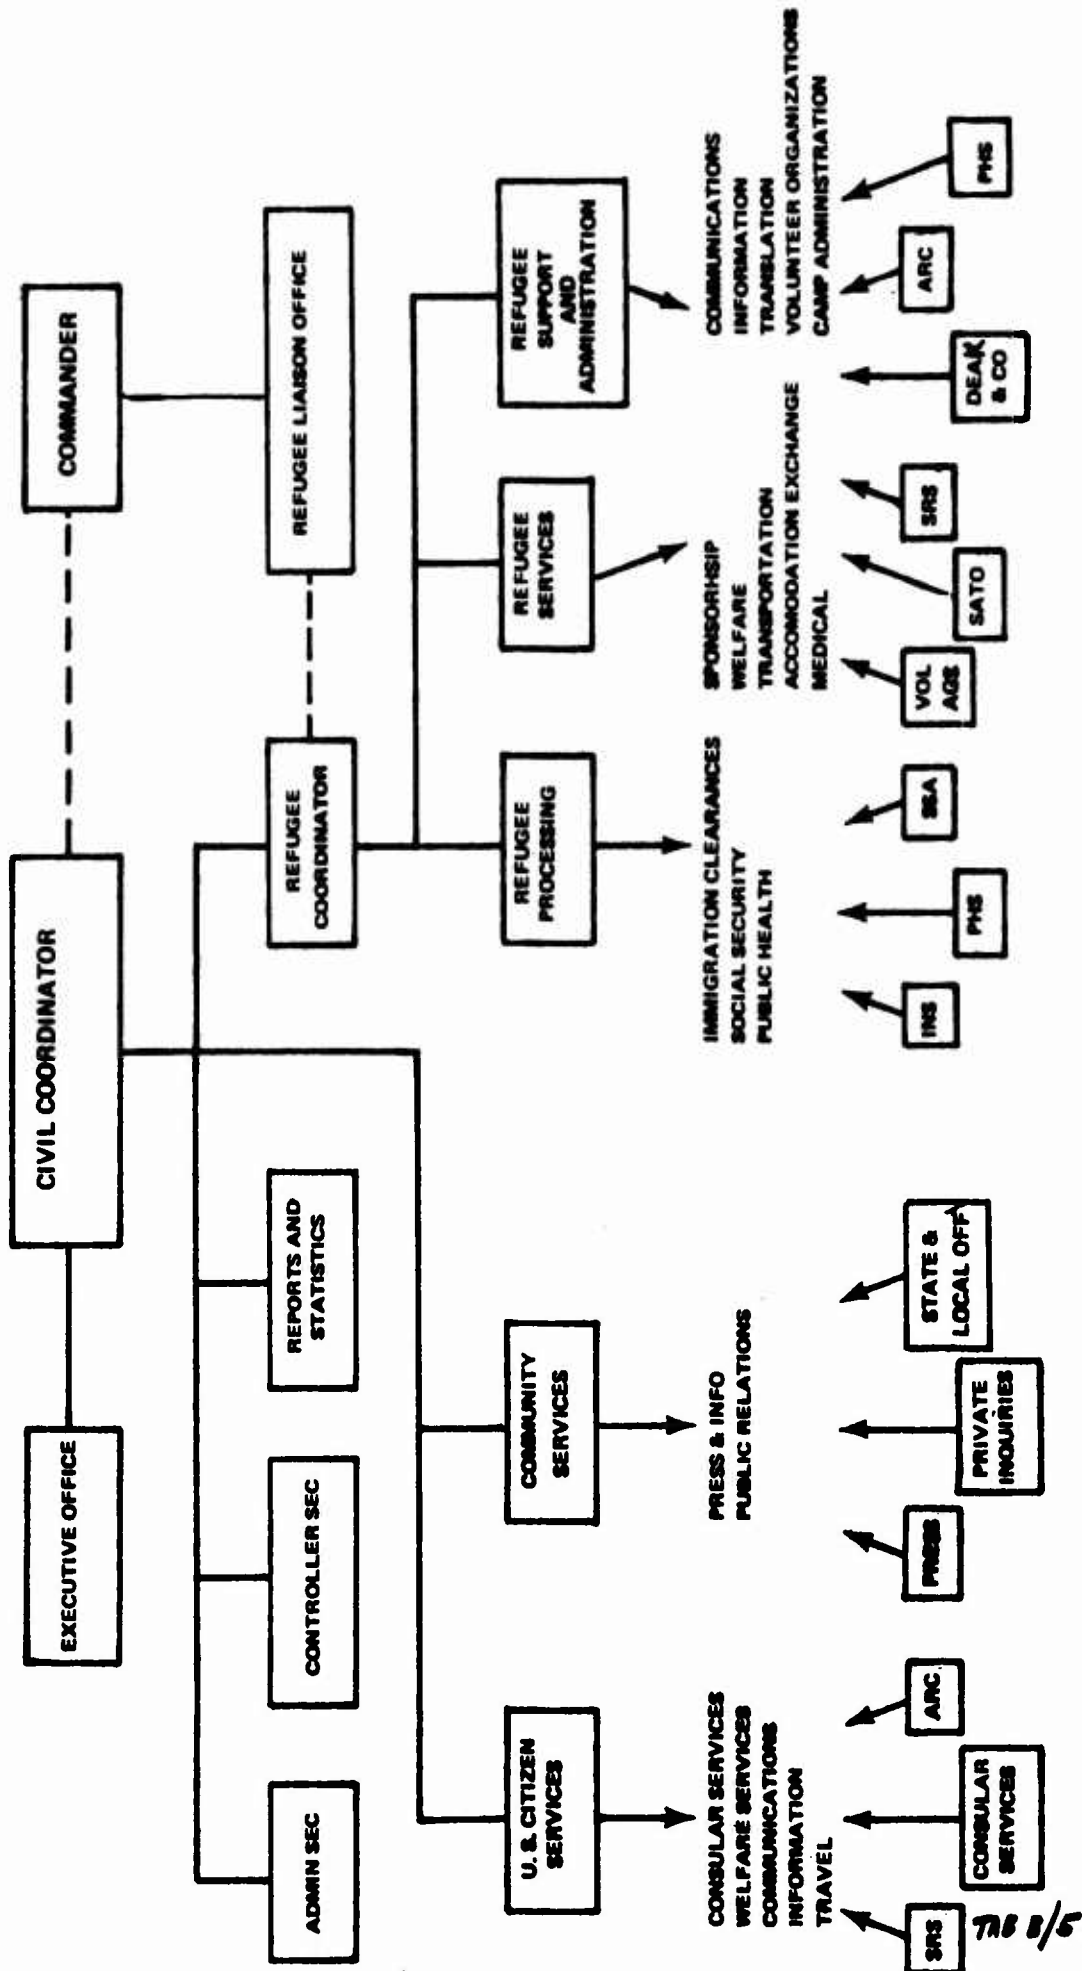 CIVIL COORDINATOR
COMMANDER
EXECUTIVE OFFICE
ADMIN SEC
CONTROLLER SEC
REPORTS AND
STATISTICS
REFUGEE
COORDINATOR
REFUGEE LIAISON OFFICE
U. S. CITIZEN
SERVICES
COMMUNITY
SERVICES
REFUGEE
PROCESSING
REFUGEE
SERVICES
REFUGEE
SUPPORT
AND
ADMINISTRATION
CONSULAR SERVICES
WELFARE SERVICES
COMMUNICATIONS
INFORMATION
TRAVEL
PRESS & INFO
PUBLIC RELATIONS
IMMIGRATION CLEARANCES
SOCIAL SECURITY
PUBLIC HEALTH
SPONSORHSIP
WELFARE
TRANSPORTATION
ACCOMODATION EXCHANGE
MEDICAL
COMMUNICATIONS
INFORMATION
TRANSLATION
VOLUNTEER ORGANIZATIONS
CAMP ADMINISTRATION
SRS
CONSULAR
SERVICES
ARC
PRESS
PRIVATE
INQUIRIES
STATE &
LOCAL OFF
INS
PHS
SSA
VOL
AGS
SATO
SRS
DEAK
& CO
ARC
PHS